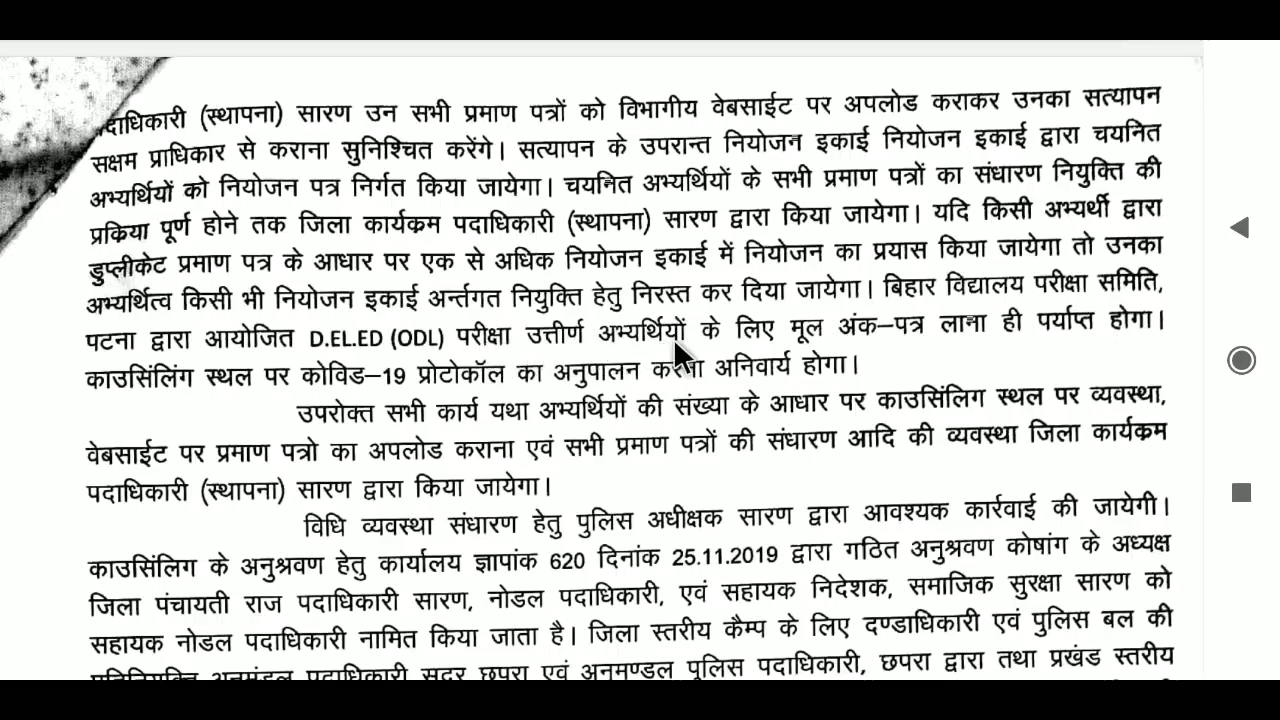 पदाधिकारी (स्थापना) सारण उन सभी प्रमाण पत्रों को विभागीय वेबसाईट पर अपलोड कराकर उनका सत्यापन
सक्षम प्राधिकार से कराना सुनिश्चित करेंगे। सत्यापन के उपरान्त नियोजन इकाई नियोजन इकाई द्वारा चयनित
अभ्यर्थियों को नियोजन पत्र निर्गत किया जायेगा। चयनित अभ्यर्थियों के सभी प्रमाण पत्रों का संधारण नियुक्ति की
प्रकिया पूर्ण होने तक जिला कार्यकम पदाधिकारी (स्थापना) सारण द्वारा किया जायेगा। यदि किसी अभ्यर्थी द्वारा
डुप्लीकेट प्रमाण पत्र के आधार पर एक से अधिक नियोजन इकाई में नियोजन का प्रयास किया जायेगा तो उनका
अभ्यर्थित्व किसी भी नियोजन इकाई अर्न्तगत नियुक्ति हेतु निरस्त कर दिया जायेगा। बिहार विद्यालय परीक्षा समिति,
पटना द्वारा आयोजित D.EL.ED (ODL) परीक्षा उत्तीर्ण अभ्यर्थियों के लिए मूल अंक–पत्र लाना ही पर्याप्त होगा।
काउसिंलिंग स्थल पर कोविड–19 प्रोटोकॉल का अनुपालन करना अनिवार्य होगा।
उपरोक्त सभी कार्य यथा अभ्यर्थियों की संख्या के आधार पर काउसिंलिग स्थल पर व्यवस्था,
वेबसाईट पर प्रमाण पत्रो का अपलोड कराना एवं सभी प्रमाण पत्रों की संधारण आदि की व्यवस्था जिला कार्यकम
पदाधिकारी (स्थापना) सारण द्वारा किया जायेगा।
विधि व्यवस्था संधारण हेतु पुलिस अधीक्षक सारण द्वारा आवश्यक कार्रवाई की जायेगी।
काउसिंलिग के अनुश्रवण हेतु कार्यालय ज्ञापांक 620 दिनांक 25.11.2019 द्वारा गठित अनुश्रवण कोषांग के अध्यक्ष
जिला पंचायती राज पदाधिकारी सारण, नोडल पदाधिकारी, एवं सहायक निदेशक, समाजिक सुरक्षा सारण को
सहायक नोडल पदाधिकारी नामित किया जाता है। जिला स्तरीय कैम्प के लिए दण्डाधिकारी एवं पुलिस बल की
प्रतिनियुक्ति अनुमंडल पदाधिकारी सदर छपरा एवं अनुमण्डल पुलिस पदाधिकारी, छपरा द्वारा तथा प्रखंड स्तरीय